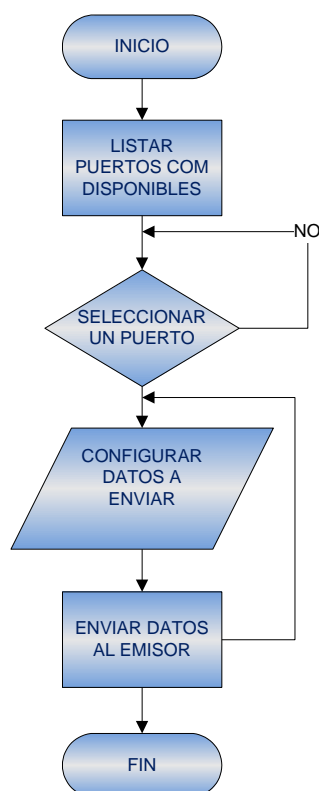 INICIO
LISTAR
PUERTOS COM
DISPONIBLES
NO
SELECCIONAR
UN PUERTO
CONFIGURAR
DATOS A
ENVIAR
ENVIAR DATOS
AL EMISOR
FIN